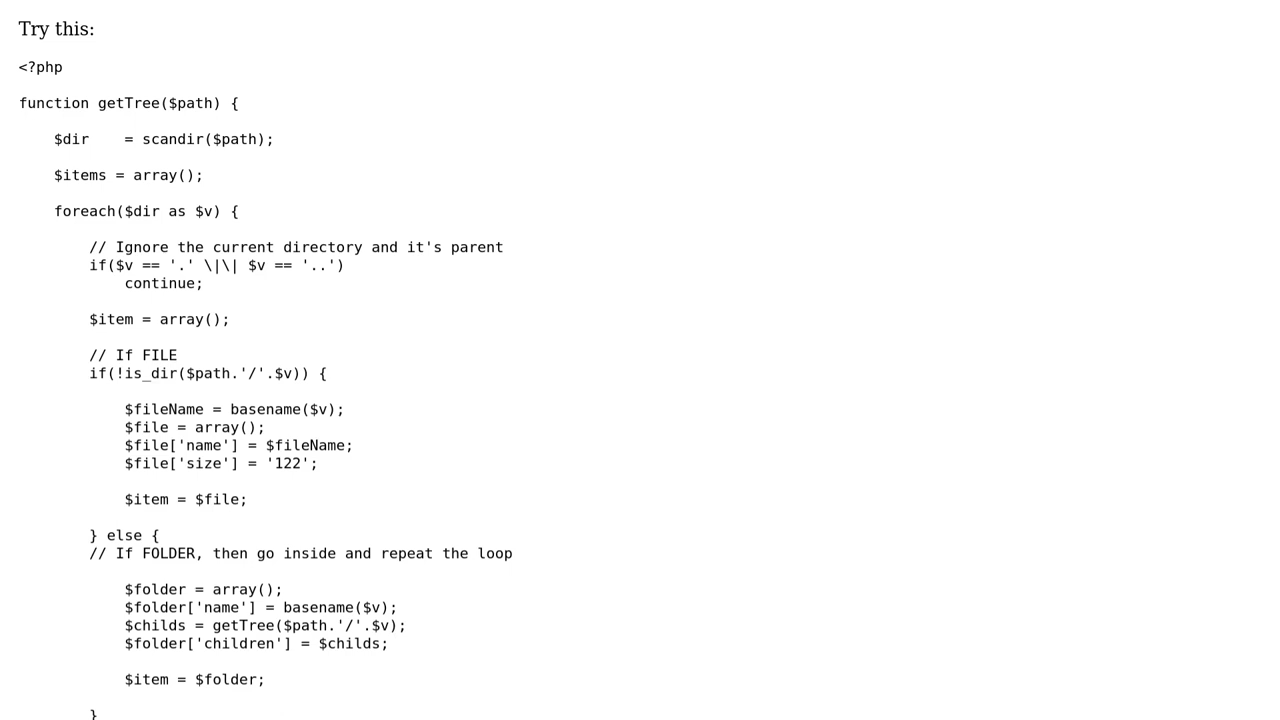 Try this:
<?php
function getTree($path) {
    $dir    = scandir($path);
    $items = array();
    foreach($dir as $v) {
        // Ignore the current directory and it's parent
        if($v == '.' \|\| $v == '..')
            continue;
        $item = array();
        // If FILE
        if(!is_dir($path.'/'.$v)) {
            $fileName = basename($v);
            $file = array();
            $file['name'] = $fileName;
            $file['size'] = '122';
            $item = $file;
        } else {
        // If FOLDER, then go inside and repeat the loop
            $folder = array();
            $folder['name'] = basename($v);
            $childs = getTree($path.'/'.$v);
            $folder['children'] = $childs;
            $item = $folder;
        }